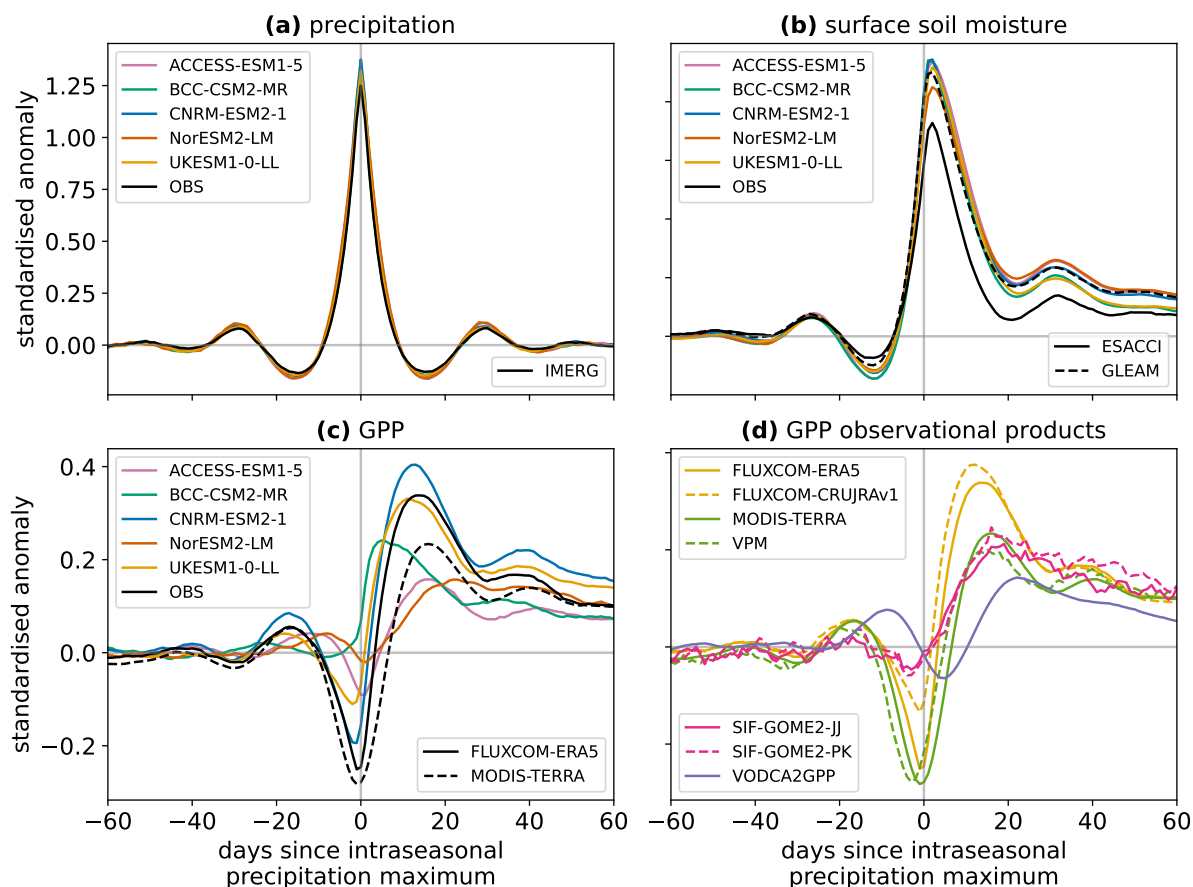 (a) precipitation
(b) surface soil moisture
standardised anomaly
1.25
1.00
0.75
0.50
0.25
0.00
ACCESS-ESM1-5
BCC-CSM2-MR
CNRM-ESM2-1
NorESM2-LM
UKESM1-0-LL
OBS
IMERG
ACCESS-ESM1-5
BCC-CSM2-MR
CNRM-ESM2-1
NorESM2-LM
UKESM1-0-LL
OBS
ESACCI
GLEAM
(c) GPP
(d) GPP observational products
standardised anomaly
0.4
0.2
0.0
−0.2
ACCESS-ESM1-5
BCC-CSM2-MR
CNRM-ESM2-1
NorESM2-LM
UKESM1-0-LL
OBS
FLUXCOM-ERA5
MODIS-TERRA
−60 −40 −20 0 20 40 60
days since intraseasonal
precipitation maximum
FLUXCOM-ERA5
FLUXCOM-CRUJRAv1
MODIS-TERRA
VPM
SIF-GOME2-JJ
SIF-GOME2-PK
VODCA2GPP
−60 −40 −20 0 20 40 60
days since intraseasonal
precipitation maximum